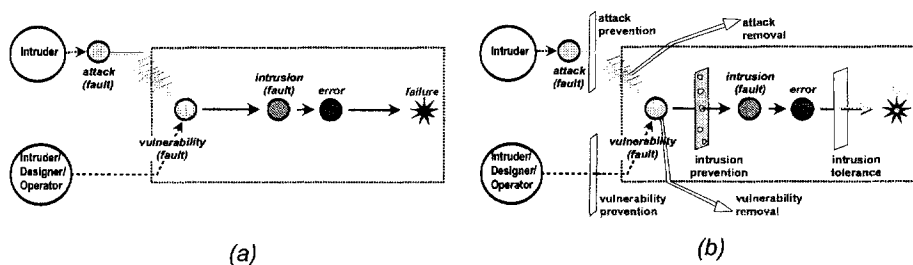 Intruder
attack
(fault)
intrusion
(fault)
error
failure
vulnerability
(fault)
Intruder/
Designer/
Operator
(a)
attack
prevention
attack
removal
Intruder
attack
(fault)
intrusion
(fault)
error
vulnerability
(fault)
intrusion
prevention
intrusion
tolerance
Intruder/
Designer/
Operator
vulnerability
prevention
vulnerability
removal
(b)